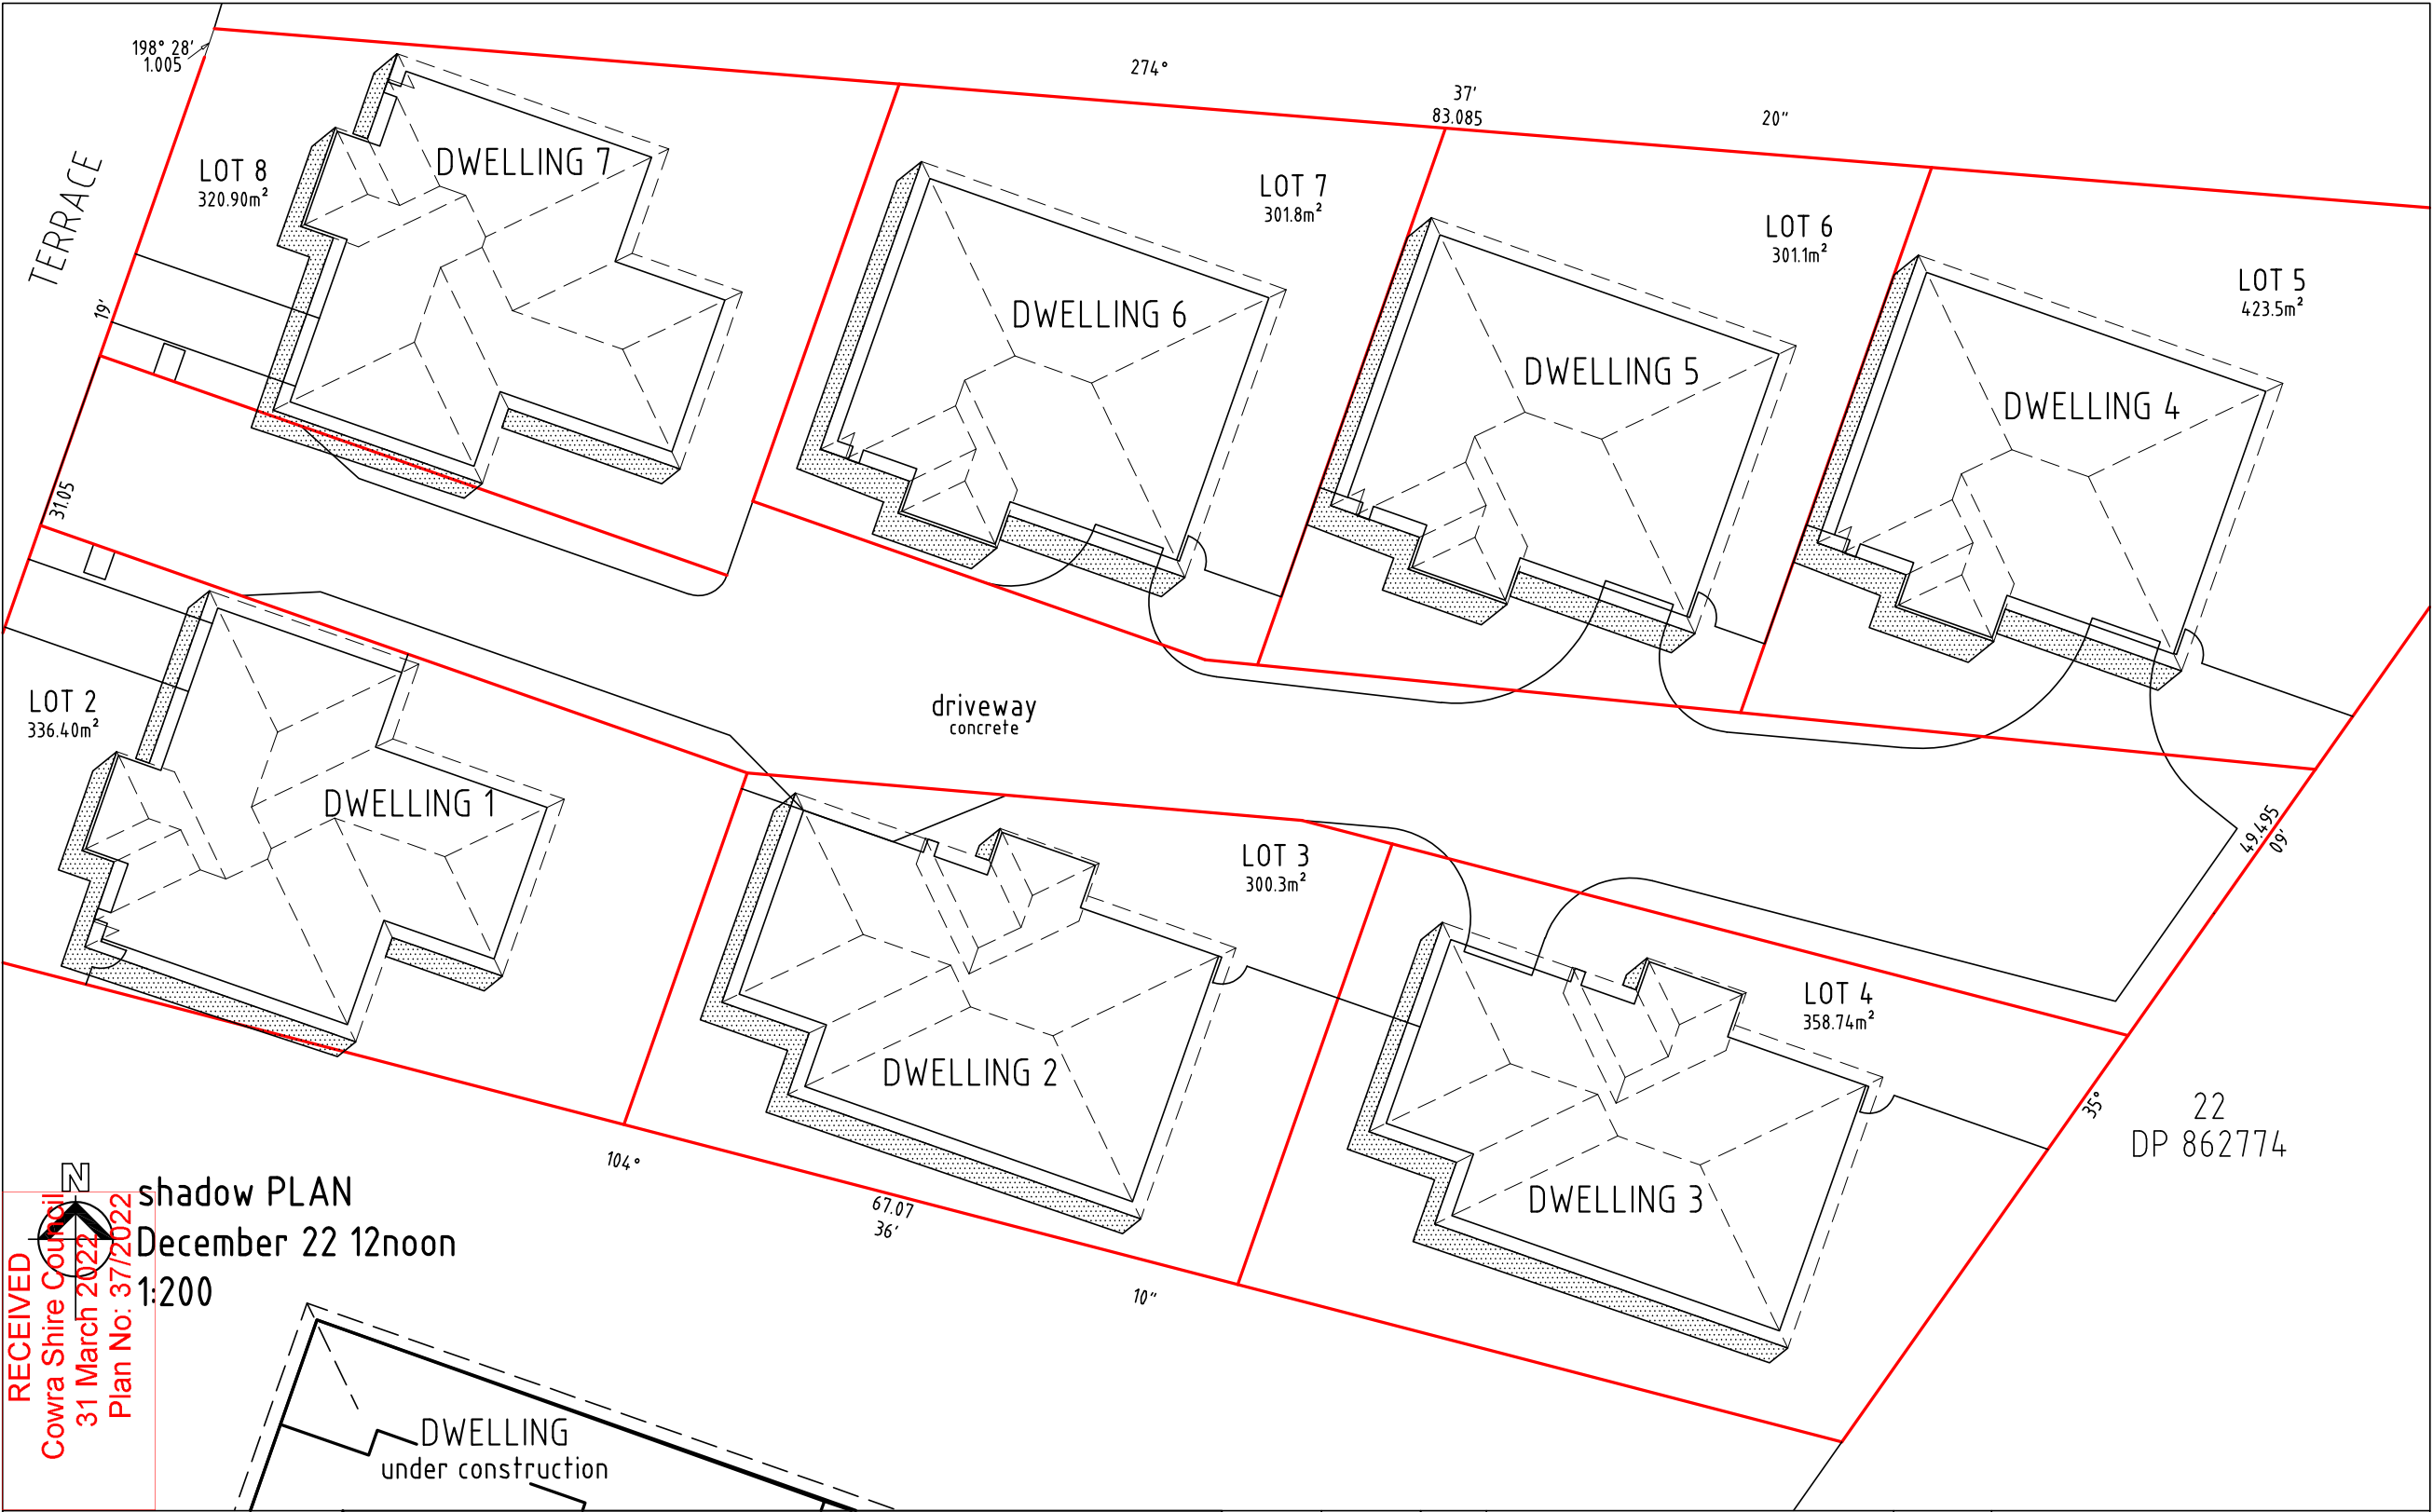 198° 28'
1.005
274°
37'
83.085
20"
TERRACE
LOT 8
320.90m²
DWELLING 7
LOT 7
301.8m²
DWELLING 6
LOT 6
301.1m²
DWELLING 5
LOT 5
423.5m²
DWELLING 4
19'
31.05
LOT 2
336.40m²
DWELLING 1
driveway
concrete
LOT 3
300.3m²
DWELLING 2
LOT 4
358.74m²
DWELLING 3
49.495
09'
35°
22
DP 862774
104°
67.07
36'
10"
N
shadow PLAN
December 22 12noon
1:200
RECEIVED
Cowra Shire Council
31 March 2022
Plan No: 37/2022
DWELLING
under construction